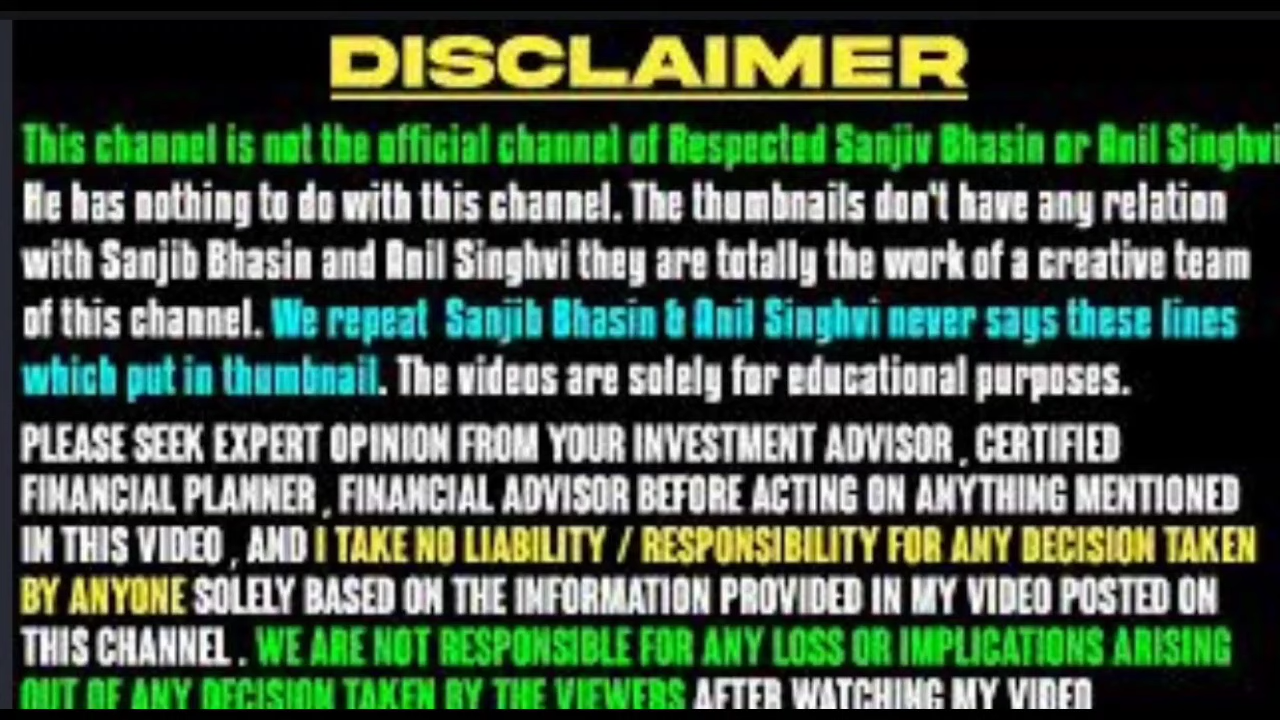 DISCLAIMER
This channel is not the official channel of Respected Sanjiv Bhasin or Anil Singhvi
He has nothing to do with this channel. The thumbnails don't have any relation
with Sanjib Bhasin and Anil Singhvi they are totally the work of a creative team
of this channel. We repeat Sanjib Bhasin & Anil Singhvi never says these lines
which put in thumbnail. The videos are solely for educational purposes.
PLEASE SEEK EXPERT OPINION FROM YOUR INVESTMENT ADVISOR , CERTIFIED
FINANCIAL PLANNER , FINANCIAL ADVISOR BEFORE ACTING ON ANYTHING MENTIONED
IN THIS VIDEO , AND I TAKE NO LIABILITY / RESPONSIBILITY FOR ANY DECISION TAKEN
BY ANYONE SOLELY BASED ON THE INFORMATION PROVIDED IN MY VIDEO POSTED ON
THIS CHANNEL . WE ARE NOT RESPONSIBLE FOR ANY LOSS OR IMPLICATIONS ARISING
OUT OF ANY DECISION TAKEN BY THE VIEWERS AFTER WATCHING MY VIDEO